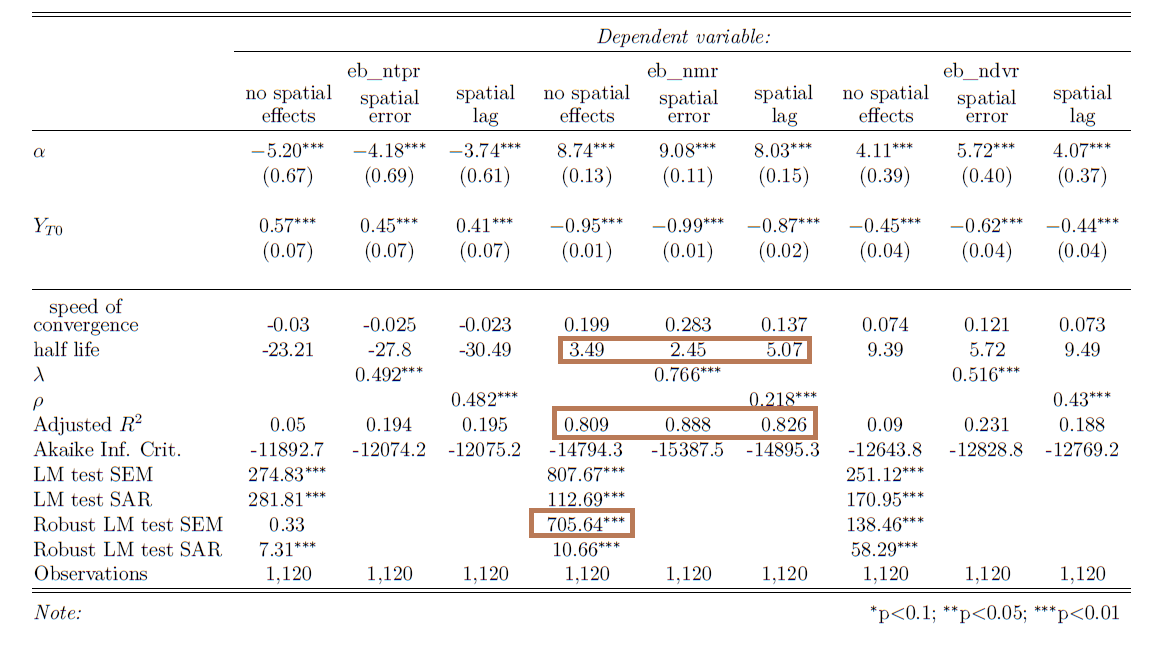 Dependent variable:
eb_ntpr eb_nmr eb_ndvr
no spatial effects spatial error spatial lag no spatial effects spatial error spatial lag no spatial effects spatial error spatial lag
α −5.20*** −4.18*** −3.74*** 8.74*** 9.08*** 8.03*** 4.11*** 5.72*** 4.07***
(0.67) (0.69) (0.61) (0.13) (0.11) (0.15) (0.39) (0.40) (0.37)
Y_T0 0.57*** 0.45*** 0.41*** −0.95*** −0.99*** −0.87*** −0.45*** −0.62*** −0.44***
(0.07) (0.07) (0.07) (0.01) (0.01) (0.02) (0.04) (0.04) (0.04)
speed of
convergence -0.03 -0.025 -0.023 0.199 0.283 0.137 0.074 0.121 0.073
half life -23.21 -27.8 -30.49 3.49 2.45 5.07 9.39 5.72 9.49
λ 0.492*** 0.766*** 0.516***
ρ 0.482*** 0.218*** 0.43***
Adjusted R² 0.05 0.194 0.195 0.809 0.888 0.826 0.09 0.231 0.188
Akaike Inf. Crit. -11892.7 -12074.2 -12075.2 -14794.3 -15387.5 -14895.3 -12643.8 -12828.8 -12769.2
LM test SEM 274.83*** 807.67*** 251.12***
LM test SAR 281.81*** 112.69*** 170.95***
Robust LM test SEM 0.33 705.64*** 138.46***
Robust LM test SAR 7.31*** 10.66*** 58.29***
Observations 1,120 1,120 1,120 1,120 1,120 1,120 1,120 1,120 1,120
Note: *p<0.1; **p<0.05; ***p<0.01